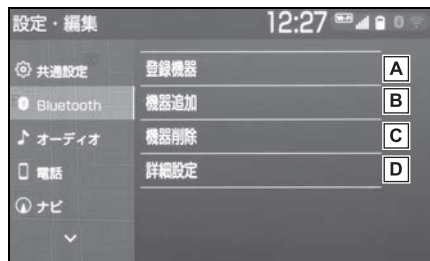 設定・編集 12:27
共通設定 登録機器 A
Bluetooth 機器追加 B
オーディオ 機器削除 C
電話 詳細設定 D
ナビ